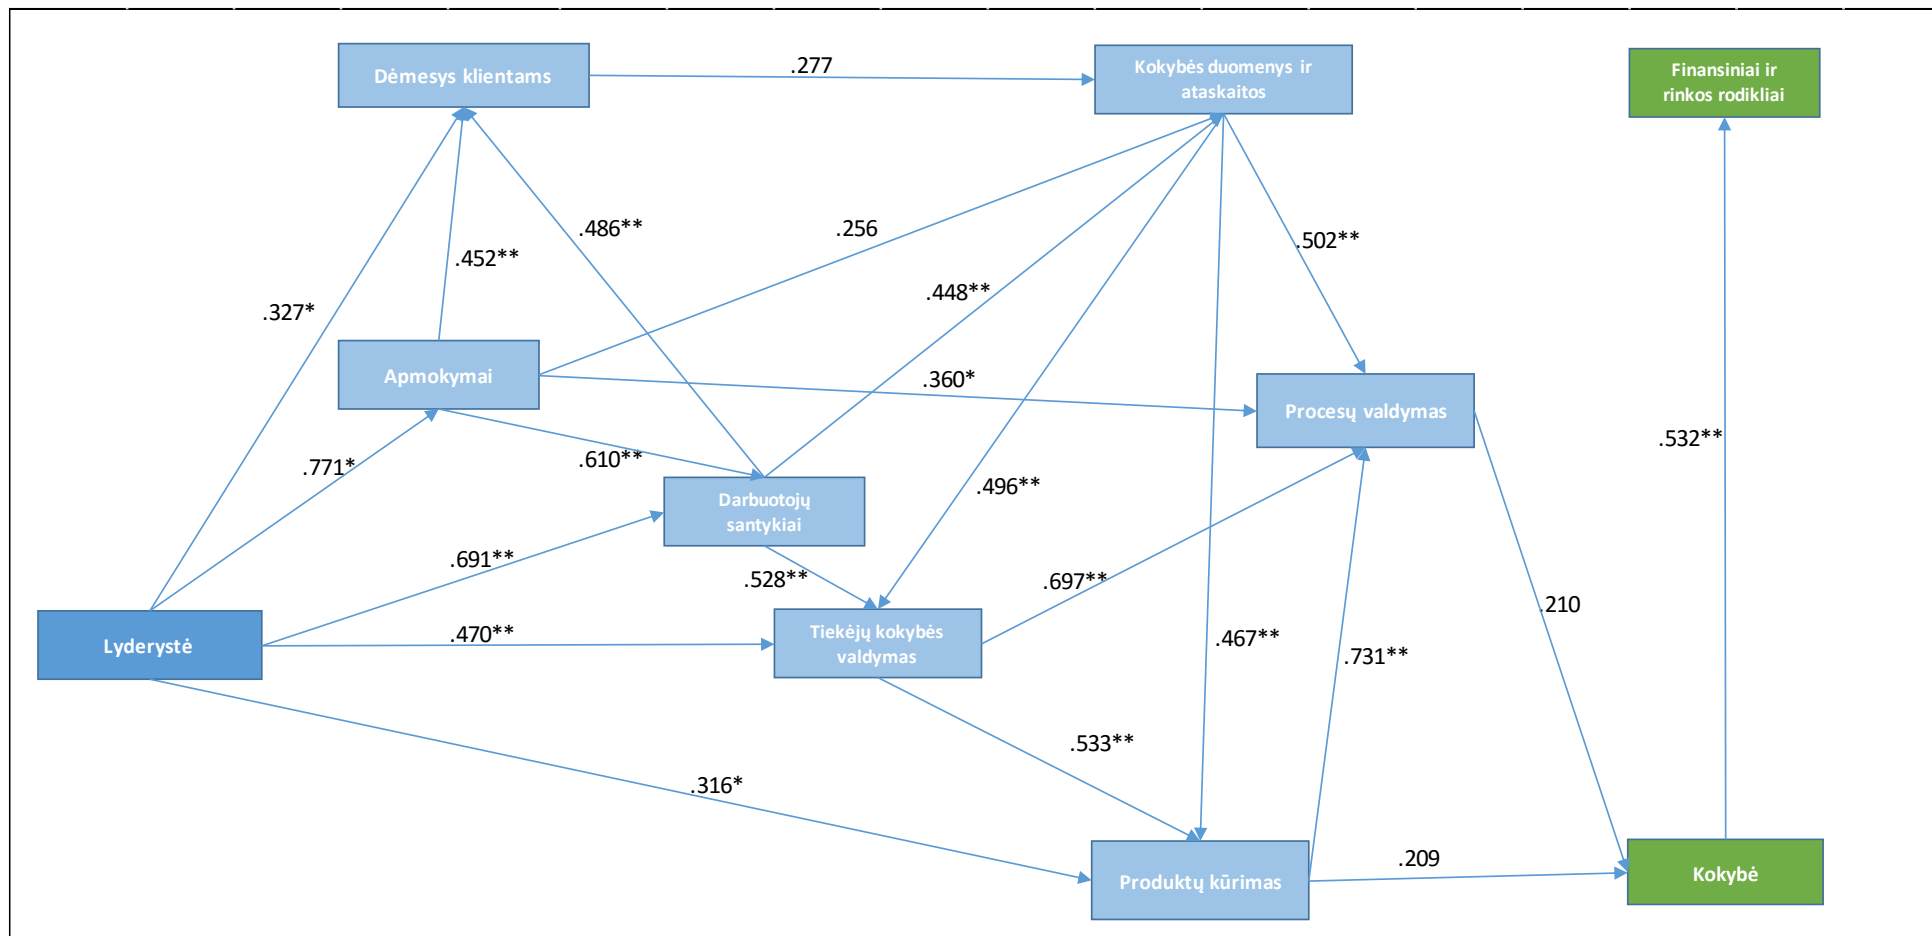 Dėmesys klientams
.277
Kokybės duomenys ir
ataskaitos
Finansiniai ir
rinkos rodikliai
.486**
.256
.502**
.452**
.448**
.327*
Apmokymai
.360*
Procesų valdymas
.532**
.771*
.610**
.496**
Darbuotojų
santykiai
.691**
.528**
.697**
.210
Lyderystė
.470**
Tiekėjų kokybės
valdymas
.467**
.731**
.533**
.316*
Produktų kūrimas
.209
Kokybė